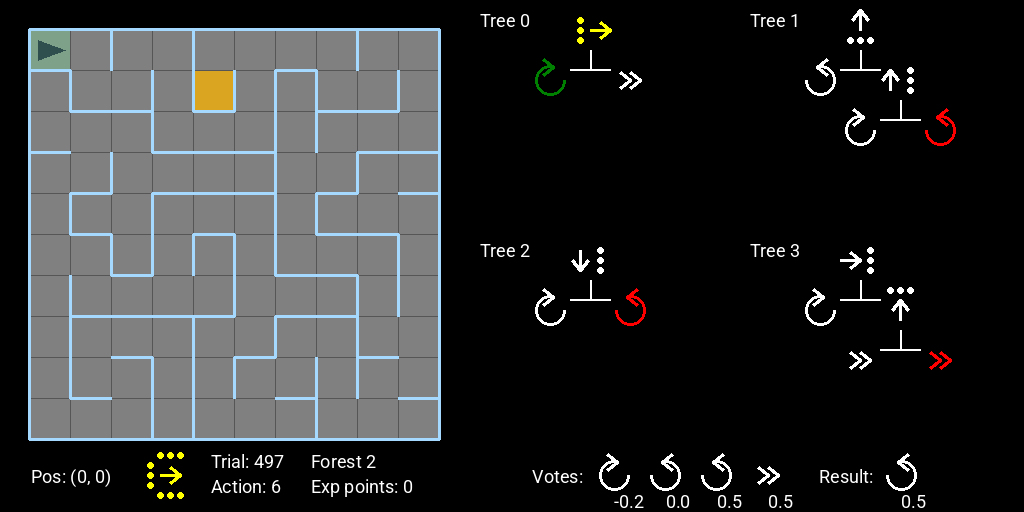 Tree 0
Tree 1
Tree 2
Tree 3
Pos: (0, 0)
Trial: 497
Forest 2
Action: 6
Exp points: 0
Votes:
-0.2
0.0
0.5
0.5
Result:
0.5